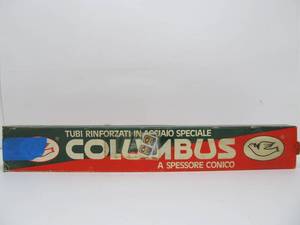 TUBI RINFORZATI IN ACCIAIO SPECIALE
COLUMBUS
A SPESSORE CONICO